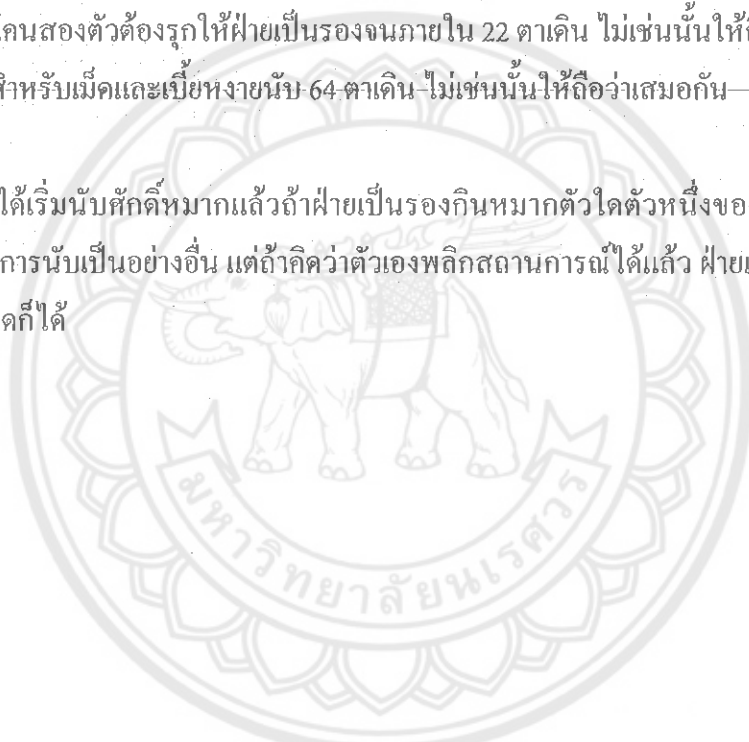 โคนสองตัวต้องรุกให้ฝ่ายเป็นรองจนภายใน 22 ตาเดิน ไม่เช่นนั้นให้
สำหรับเม็ดและเบี้ยหงายนับ 64 ตาเดิน ไม่เช่นนั้นให้ถือว่าเสมอกัน
ได้เริ่มนับศักดิ์หมากแล้วถ้าฝ่ายเป็นรองกินหมากตัวใดตัวหนึ่งขอ
การนับเป็นอย่างอื่น แต่ถ้าคิดว่าตัวเองพลิกสถานการณ์ได้แล้ว ฝ่าย
ดก็ได้
มหาวิทยาลัยนเรศวร